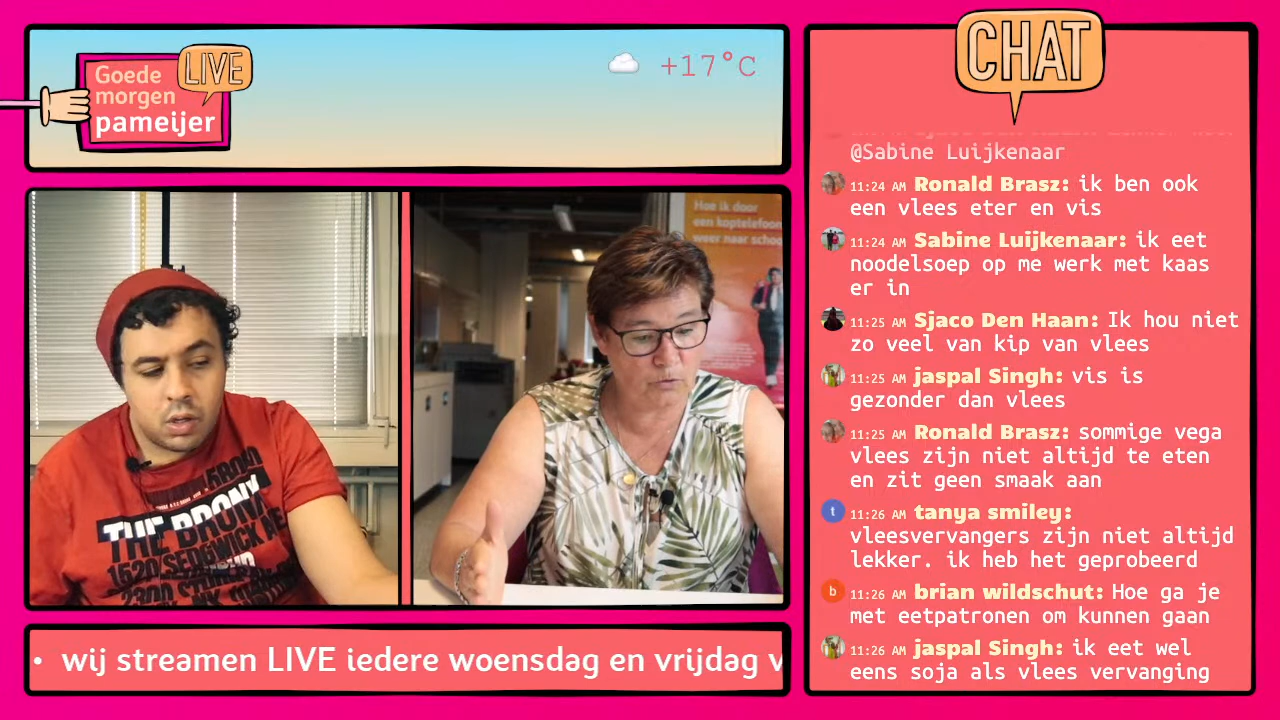 Goede
morgen
pameijer
LIVE
+17°C
CHAT
@Sabine Luijkenaar
11:24 AM Ronald Brasz: ik ben ook
een vlees eter en vis
11:24 AM Sabine Luijkenaar: ik eet
noodelsoep op me werk met kaas
er in
11:25 AM Sjaco Den Haan: Ik hou niet
zo veel van kip van vlees
11:25 AM jaspal Singh: vis is
gezonder dan vlees
11:25 AM Ronald Brasz: sommige vega
vlees zijn niet altijd te eten
en zit geen smaak aan
t 11:26 AM tanya smiley:
vleesvervangers zijn niet altijd
lekker. ik heb het geprobeerd
b 11:26 AM brian wildschut: Hoe ga je
met eetpatronen om kunnen gaan
11:26 AM jaspal Singh: ik eet wel
eens soja als vlees vervanging
Hoe ik door
een koptelefoon
weer naar
THE BRONX
1520 SEDGWICK
• wij streamen LIVE iedere woensdag en vrijdag v